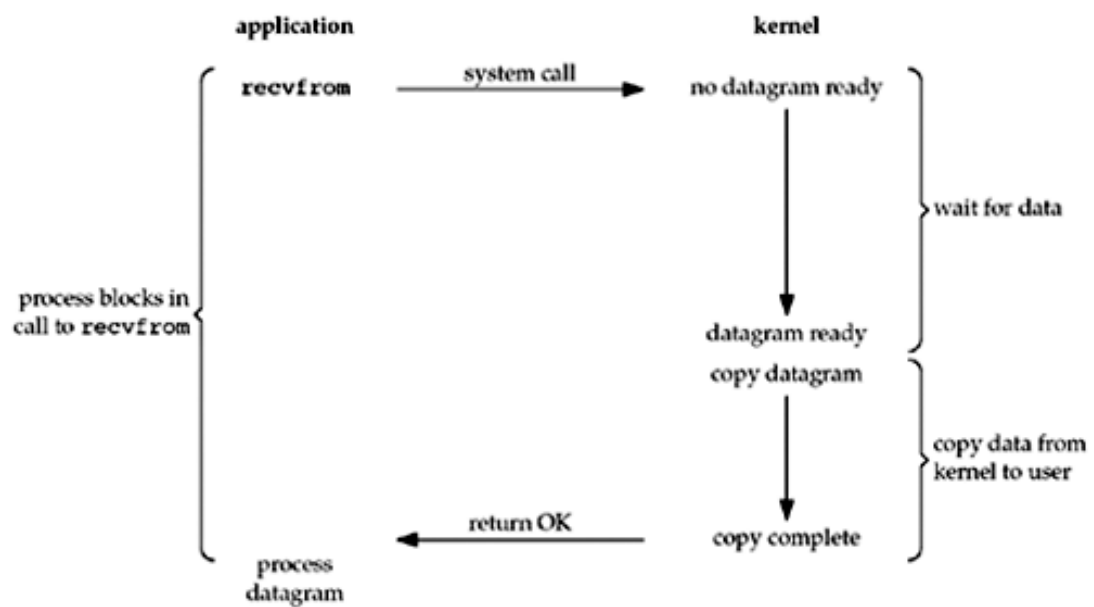 application
kernel
recvfrom
system call
no datagram ready
wait for data
process blocks in
call to recvfrom
datagram ready
copy datagram
copy data from
kernel to user
return OK
copy complete
process
datagram